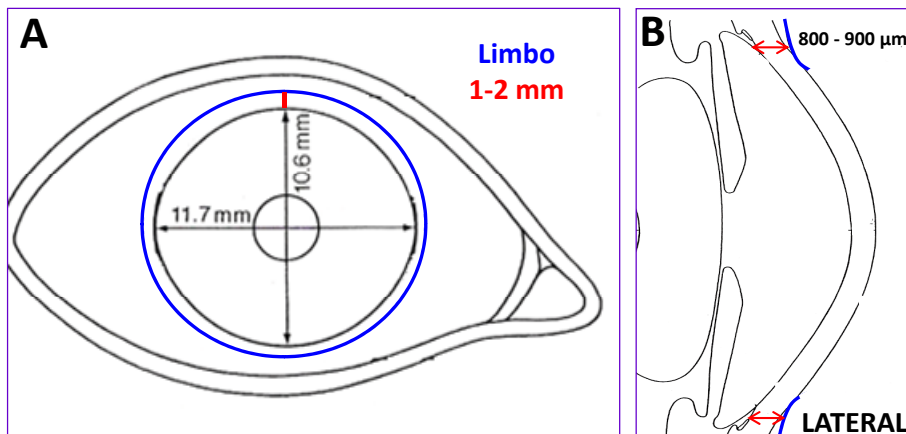 A
Limbo
1-2 mm
10.6 mm
11.7 mm
B
800 - 900 µm
LATERAL